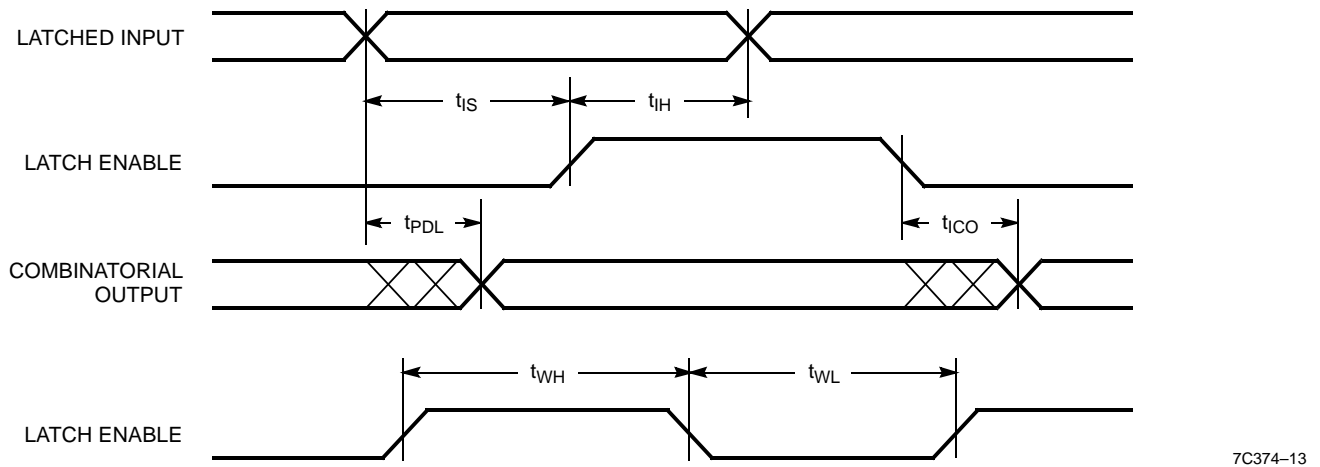 LATCHED INPUT
tIS
tIH
LATCH ENABLE
tPDL
tICO
COMBINATORIAL
OUTPUT
tWH
tWL
LATCH ENABLE
7C374–13